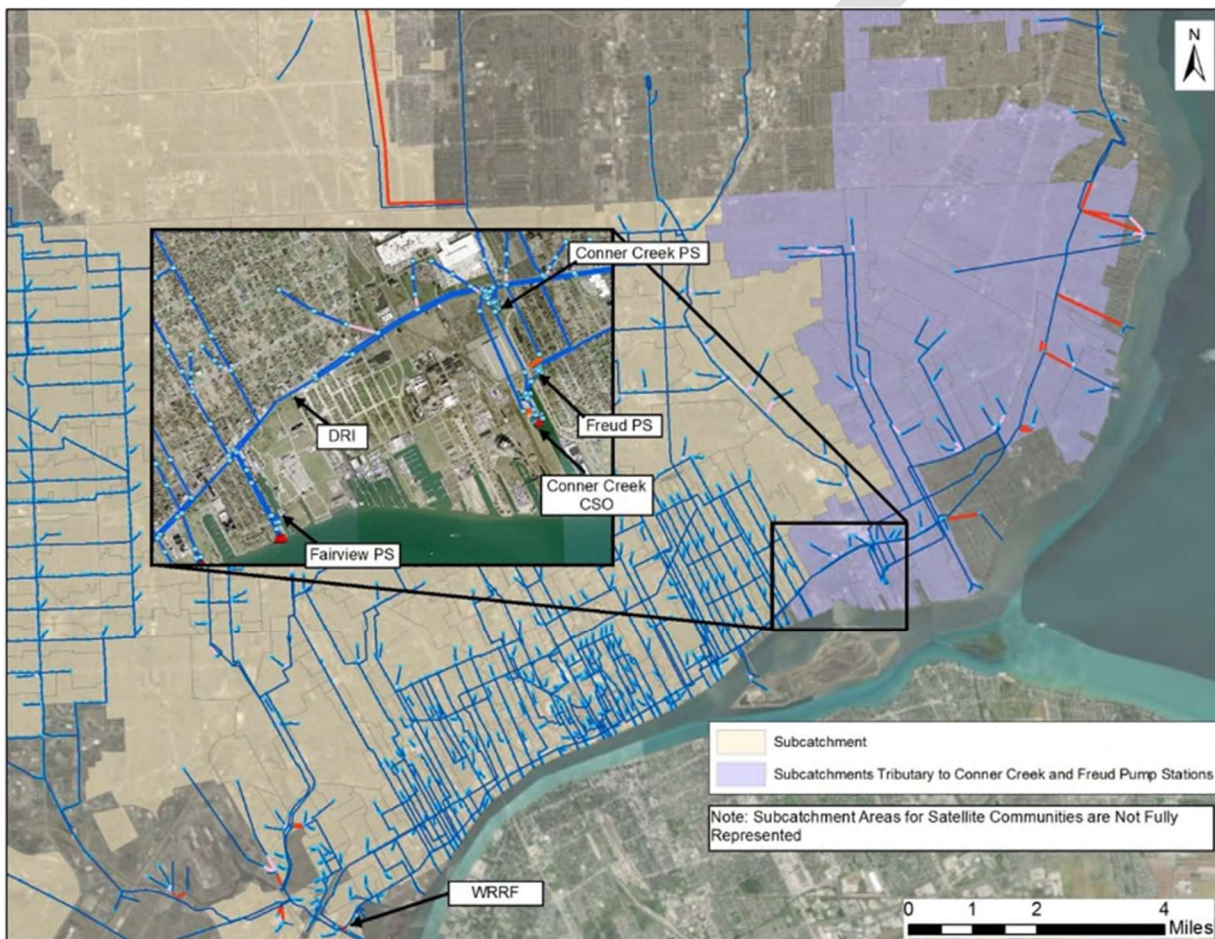 N
Conner Creek PS
DRI
Freud PS
Conner Creek
CSO
Fairview PS
Subcatchment
Subcatchments Tributary to Conner Creek and Freud Pump Stations
Note: Subcatchment Areas for Satellite Communities are Not Fully
Represented
WRRF
0 1 2 4
Miles